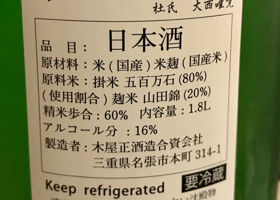 杜氏 大西唯克
品 目： 日本酒
原材料：米(国産)米麹(国産米)
原料米：掛米 五百万石(80%)
(使用割合) 麹米 山田錦(20%)
精米歩合：60% 内容量：1.8L
アルコール分 ：16%
製造者：木屋正酒造合資会社
三重県名張市本町 314-1
Keep refrigerated 要冷蔵